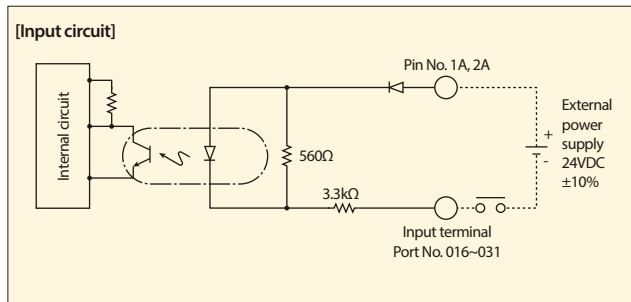 [Input circuit]
Internal circuit
Pin No. 1A, 2A
560Ω
3.3kΩ
External
power
supply
24VDC
±10%
+
-
Input terminal
Port No. 016~031